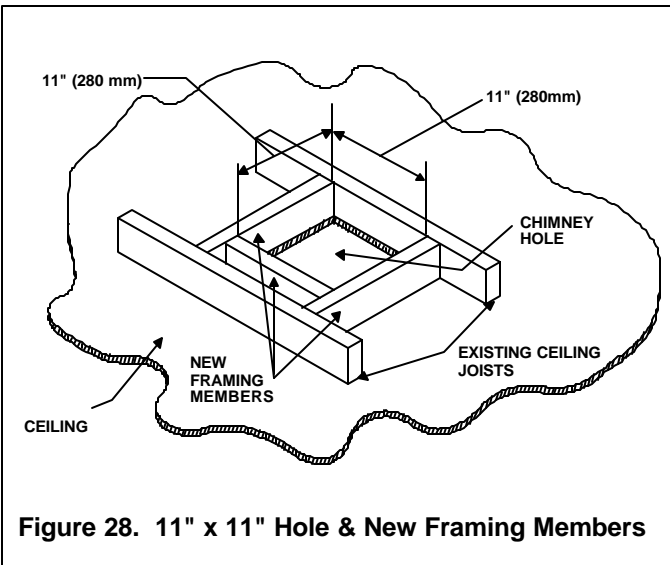 11" (280 mm)
11" (280mm)
CHIMNEY
HOLE
NEW
FRAMING
MEMBERS
EXISTING CEILING
JOISTS
CEILING
Figure 28. 11" x 11" Hole & New Framing Members